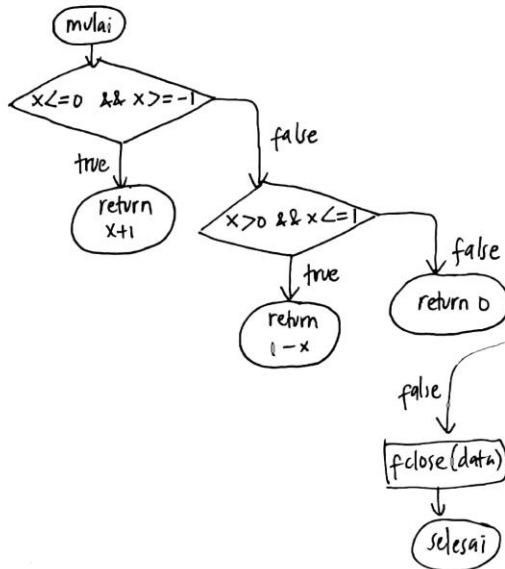 mulai
x<=0 && x>=-1
true
false
return
x+1
x>0 && x<=1
true
false
return
1-x
return 0
false
fclose(data)
selesai